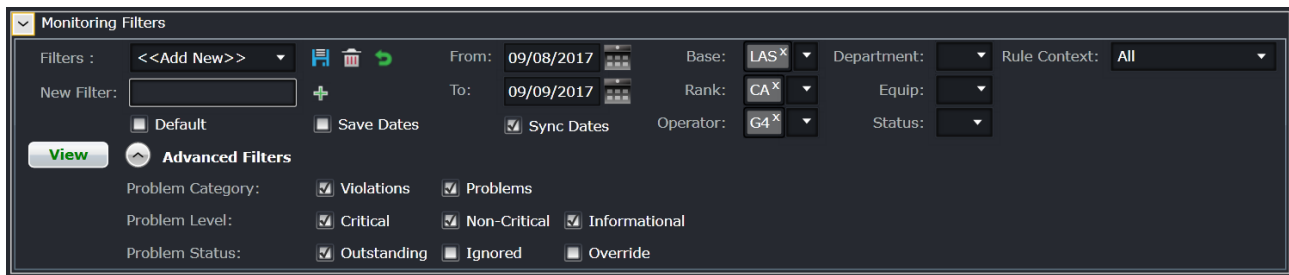 Monitoring Filters
Filters : <<Add New>> From: 09/08/2017 Base: LAS x Department: Rule Context: All
New Filter: To: 09/09/2017 Rank: CA x Equip:
Default Save Dates Sync Dates Operator: G4 x Status:
View Advanced Filters
Problem Category: Violations Problems
Problem Level: Critical Non-Critical Informational
Problem Status: Outstanding Ignored Override